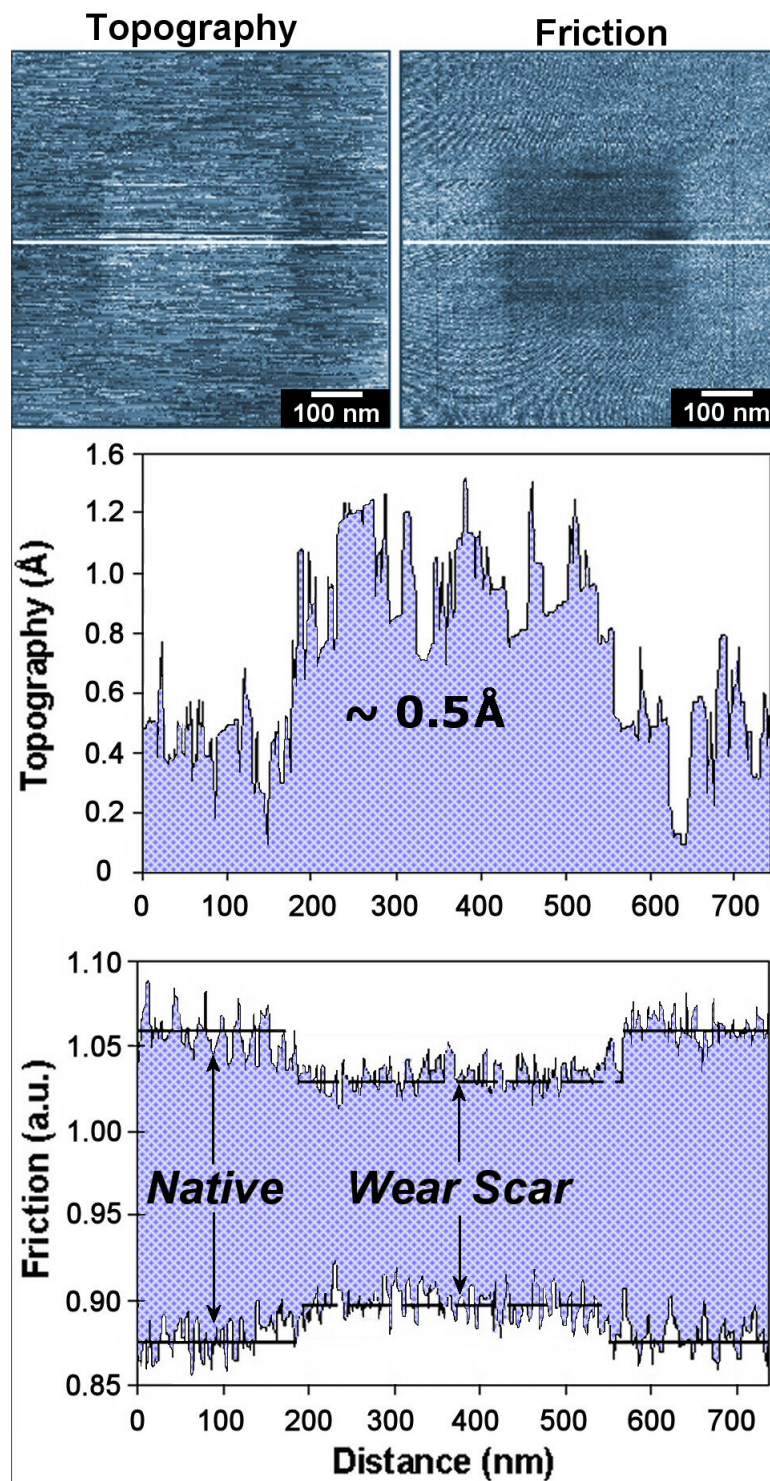 Topography
Friction
100 nm
100 nm
Topography (Å)
1.6
1.2
1.0
0.8
0.6
0.4
0.2
0
~ 0.5Å
0 100 200 300 400 500 600 700
Friction (a.u.)
1.10
1.05
1.00
0.95
0.90
0.85
Native
Wear Scar
0 100 200 300 400 500 600 700
Distance (nm)